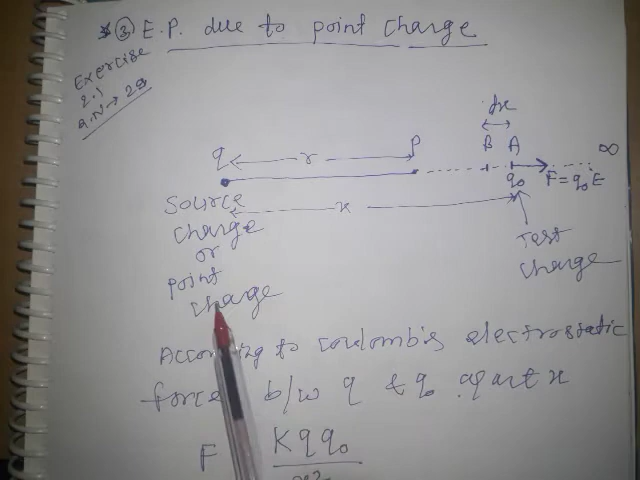 ③ E.P. due to point charge
Exercise
2.1
Q.N → 29
dx
q r P B A ∞
q₀ F = q₀E
Source
charge
or
point
charge
x
Test
charge
According to coulomb's electrostatic
force b/w q & q₀ apart x
F Kqq₀